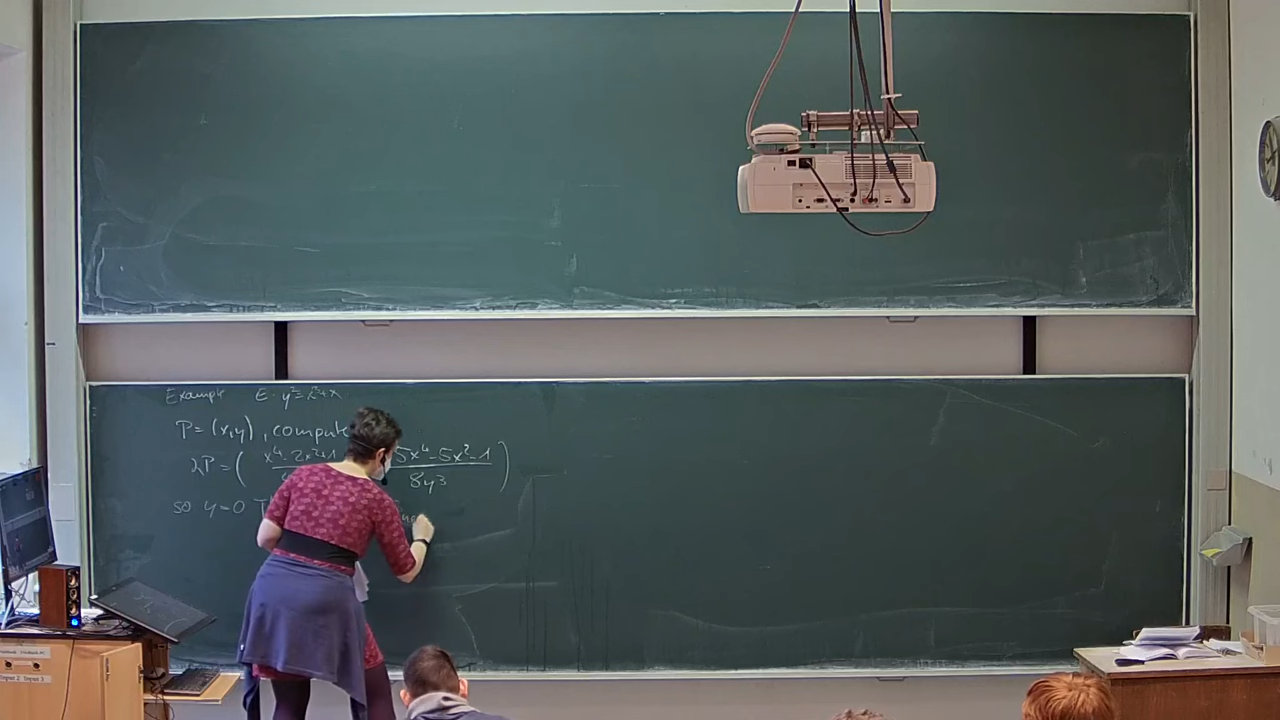 Example E: y²=x³+x
P=(x,y), compute
2P=( x⁴-2x²+1 5x⁴-5x²-1 / 8y³ )
so y=0